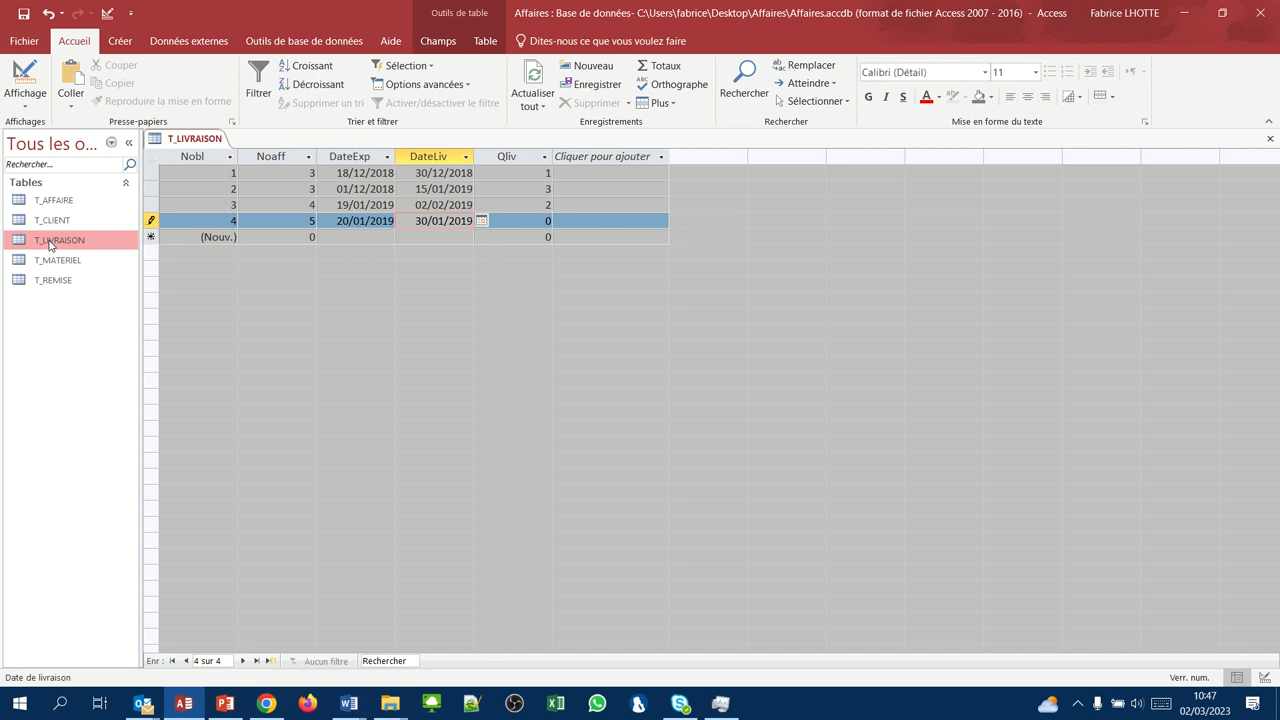 Outils de table
Affaires : Base de données- C:\Users\fabrice\Desktop\Affaires\Affaires.accdb (format de fichier Access 2007 - 2016) - Access
Fabrice LHOTTE
Fichier Accueil Créer Données externes Outils de base de données Aide Champs Table Dites-nous ce que vous voulez faire
Affichage
Affichages
Coller
Couper
Copier
Reproduire la mise en forme
Presse-papiers
Filtrer
Croissant
Décroissant
Supprimer un tri
Sélection
Options avancées
Activer/désactiver le filtre
Trier et filtrer
Actualiser
tout
Nouveau
Enregistrer
Supprimer
Totaux
Orthographe
Plus
Enregistrements
Rechercher
Remplacer
Atteindre
Sélectionner
Rechercher
Calibri (Détail) 11
G I S A
Mise en forme du texte
Tous les o...
Rechercher...
Tables
T_AFFAIRE
T_CLIENT
T_LIVRAISON
T_MATERIEL
T_REMISE
T_LIVRAISON
Nobl Noaff DateExp DateLiv Qliv Cliquer pour ajouter
1 3 18/12/2018 30/12/2018 1
2 3 01/12/2018 15/01/2019 3
3 4 19/01/2019 02/02/2019 2
4 5 20/01/2019 30/01/2019 0
(Nouv.) 0 0
Enr : 4 sur 4 Aucun filtre Rechercher
Date de livraison
Verr. num.
10:47
02/03/2023